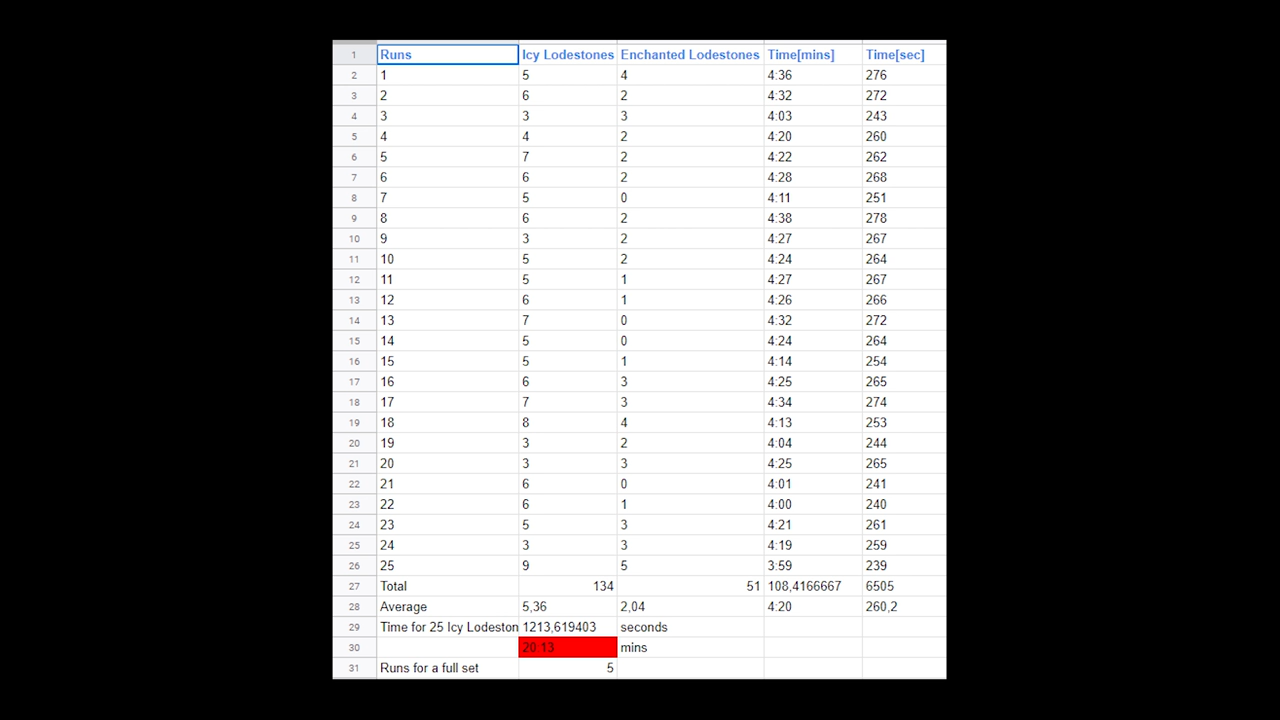 1 Runs Icy Lodestones Enchanted Lodestones Time[mins] Time[sec]
2 1 5 4 4:36 276
3 2 6 2 4:32 272
4 3 3 3 4:03 243
5 4 4 2 4:20 260
6 5 7 2 4:22 262
7 6 6 2 4:28 268
8 7 5 0 4:11 251
9 8 6 2 4:38 278
10 9 3 2 4:27 267
11 10 5 2 4:24 264
12 11 5 1 4:27 267
13 12 6 1 4:26 266
14 13 7 0 4:32 272
15 14 5 0 4:24 264
16 15 5 1 4:14 254
17 16 6 3 4:25 265
18 17 7 3 4:34 274
19 18 8 4 4:13 253
20 19 3 2 4:04 244
21 20 3 3 4:25 265
22 21 6 0 4:01 241
23 22 6 1 4:00 240
24 23 5 3 4:21 261
25 24 3 3 4:19 259
26 25 9 5 3:59 239
27 Total 134 51 108,4166667 6505
28 Average 5,36 2,04 4:20 260,2
29 Time for 25 Icy Lodeston 1213,619403 seconds
30 20:13 mins
31 Runs for a full set 5